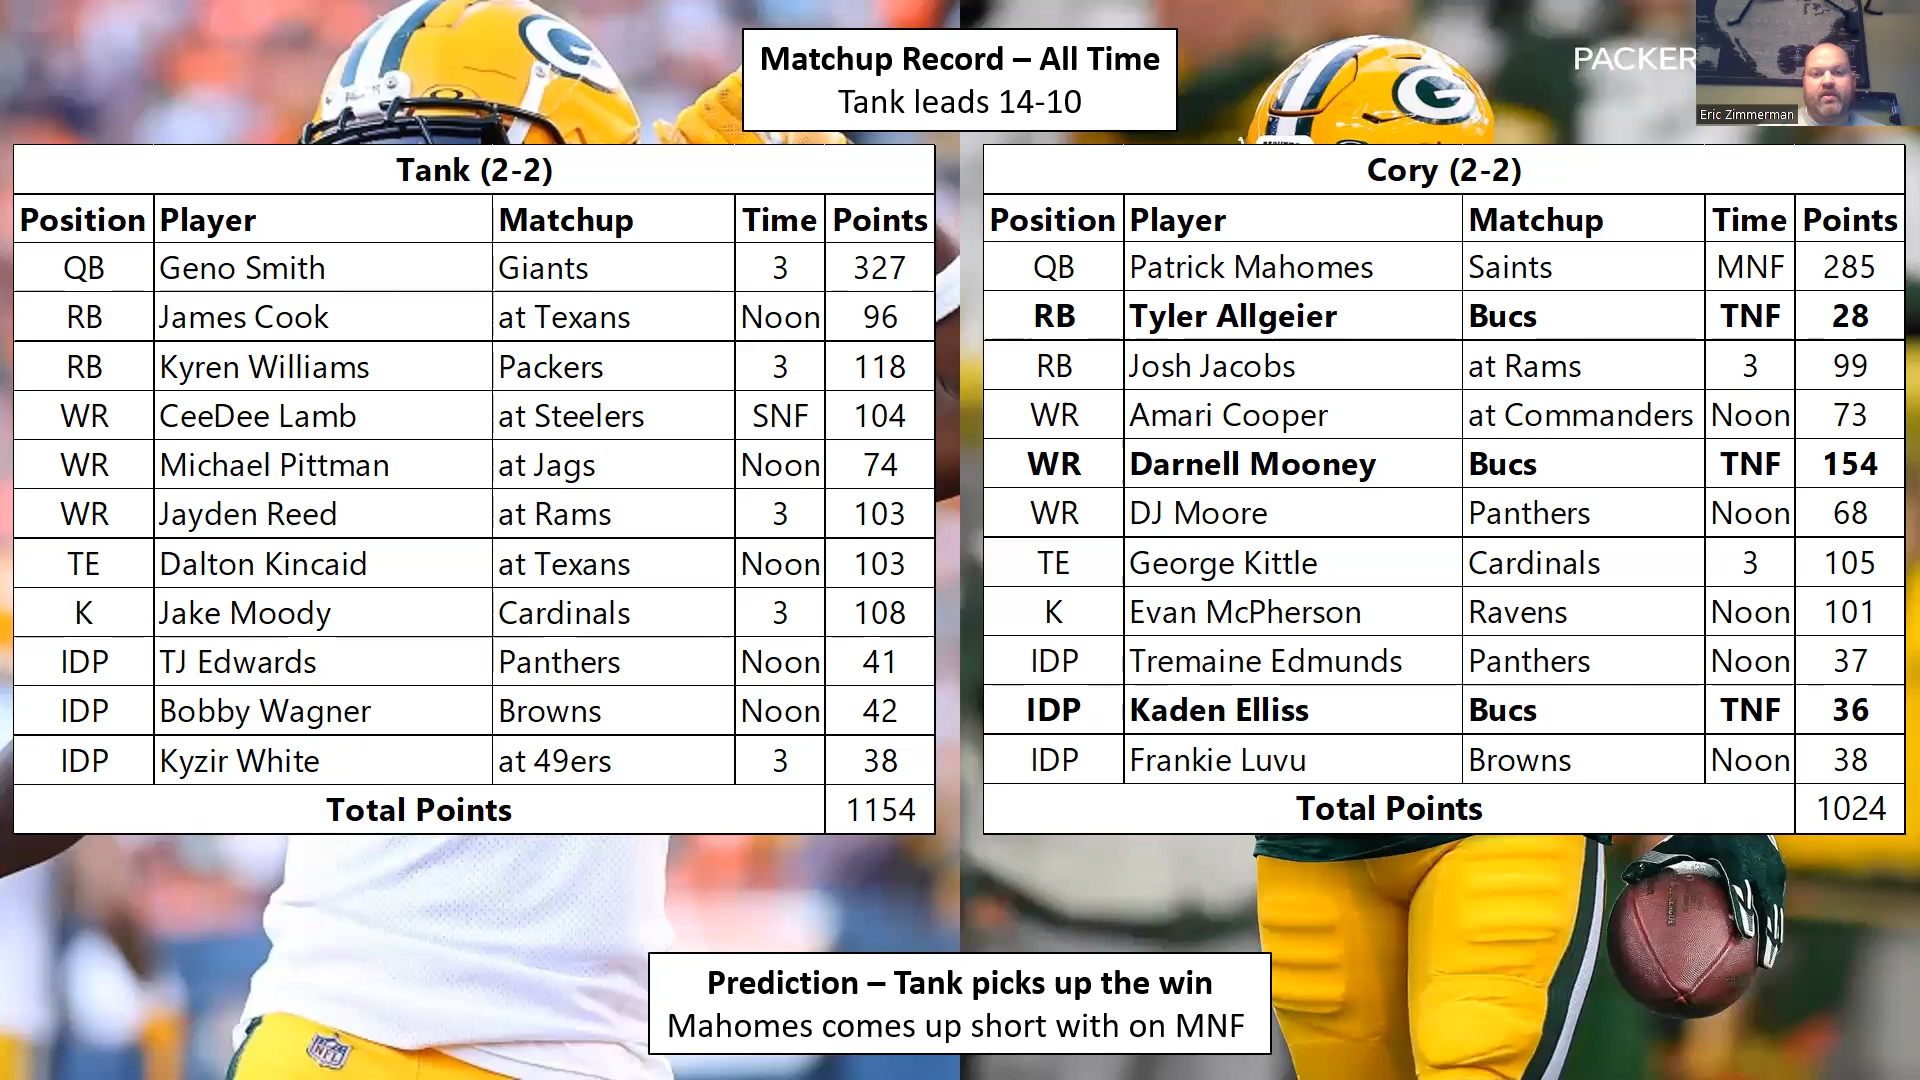 Matchup Record – All Time
Tank leads 14-10
PACKER
Eric Zimmerman
Tank (2-2)
Position Player Matchup Time Points
QB Geno Smith Giants 3 327
RB James Cook at Texans Noon 96
RB Kyren Williams Packers 3 118
WR CeeDee Lamb at Steelers SNF 104
WR Michael Pittman at Jags Noon 74
WR Jayden Reed at Rams 3 103
TE Dalton Kincaid at Texans Noon 103
K Jake Moody Cardinals 3 108
IDP TJ Edwards Panthers Noon 41
IDP Bobby Wagner Browns Noon 42
IDP Kyzir White at 49ers 3 38
Total Points 1154
Cory (2-2)
Position Player Matchup Time Points
QB Patrick Mahomes Saints MNF 285
RB Tyler Allgeier Bucs TNF 28
RB Josh Jacobs at Rams 3 99
WR Amari Cooper at Commanders Noon 73
WR Darnell Mooney Bucs TNF 154
WR DJ Moore Panthers Noon 68
TE George Kittle Cardinals 3 105
K Evan McPherson Ravens Noon 101
IDP Tremaine Edmunds Panthers Noon 37
IDP Kaden Elliss Bucs TNF 36
IDP Frankie Luvu Browns Noon 38
Total Points 1024
Prediction – Tank picks up the win
Mahomes comes up short with on MNF
NFL